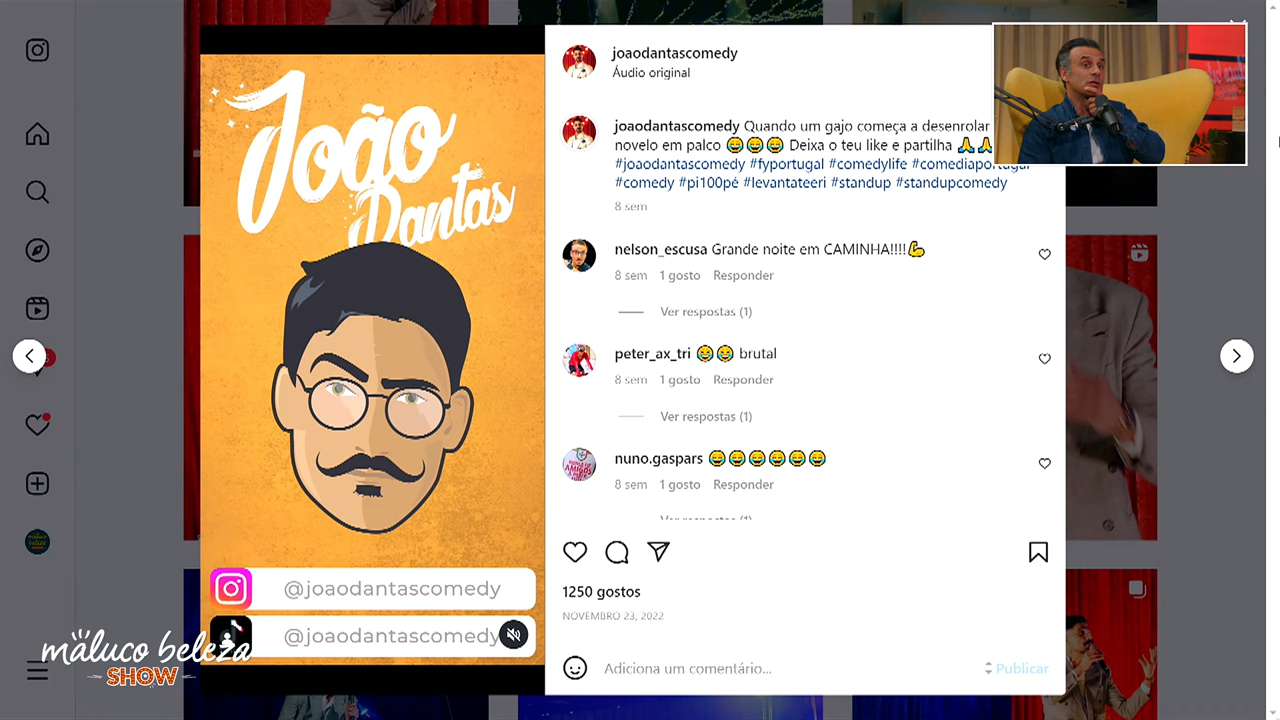 João
Dantas
@joaodantascomedy
@joaodantascomedy
maluco beleza
SHOW
joaodantascomedy
Áudio original
joaodantascomedy Quando um gajo começa a desenrolar
novelo em palco 😂😂😂 Deixa o teu like e partilha 🙏🙏
#joaodantascomedy #fyportugal #comedylife #comediaportugal
#comedy #pi100pé #levantateeri #standup #standupcomedy
8 sem
nelson_escusa Grande noite em CAMINHA!!!!💪
8 sem 1 gosto Responder
Ver respostas (1)
peter_ax_tri 😂😂 brutal
8 sem 1 gosto Responder
Ver respostas (1)
nuno.gaspars 😂😂😂😂😂😂
8 sem 1 gosto Responder
Ver respostas (1)
1250 gostos
NOVEMBRO 23, 2022
Adiciona um comentário... Publicar